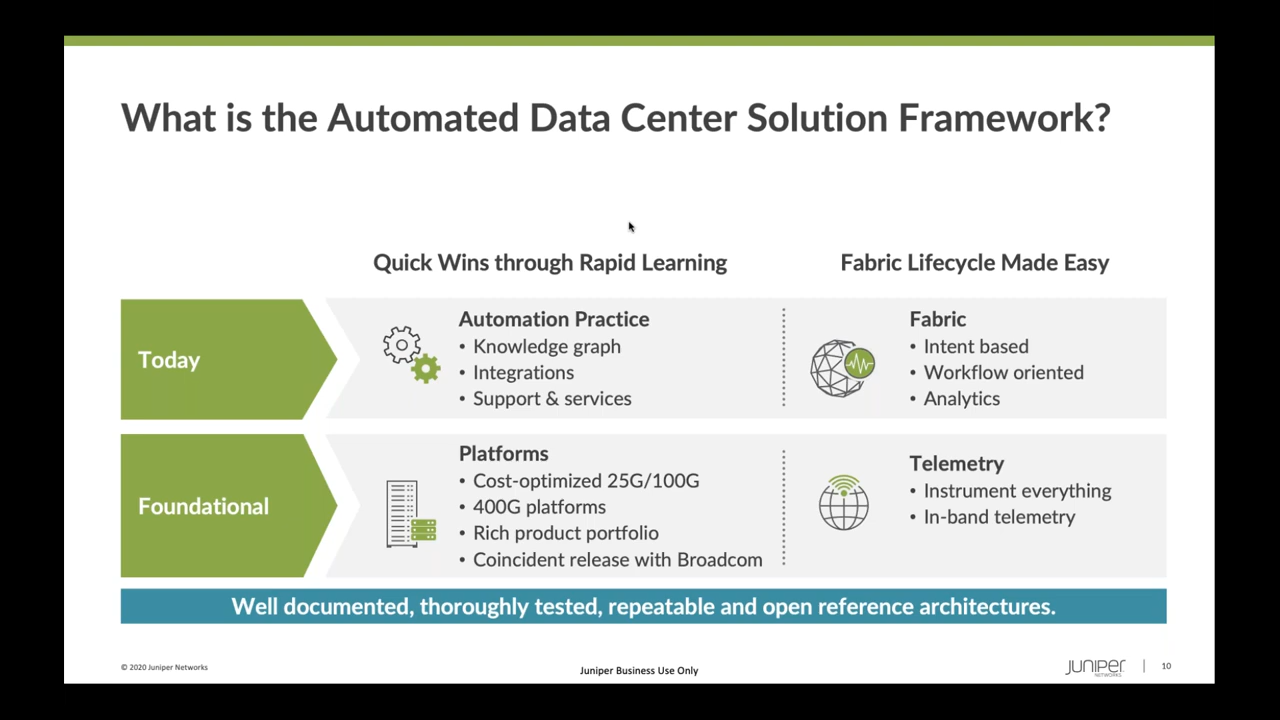 What is the Automated Data Center Solution Framework?
Quick Wins through Rapid Learning
Fabric Lifecycle Made Easy
Today
Automation Practice
• Knowledge graph
• Integrations
• Support & services
Fabric
• Intent based
• Workflow oriented
• Analytics
Foundational
Platforms
• Cost-optimized 25G/100G
• 400G platforms
• Rich product portfolio
• Coincident release with Broadcom
Telemetry
• Instrument everything
• In-band telemetry
Well documented, thoroughly tested, repeatable and open reference architectures.
© 2020 Juniper Networks
Juniper Business Use Only
JUNIPER
NETWORKS
10